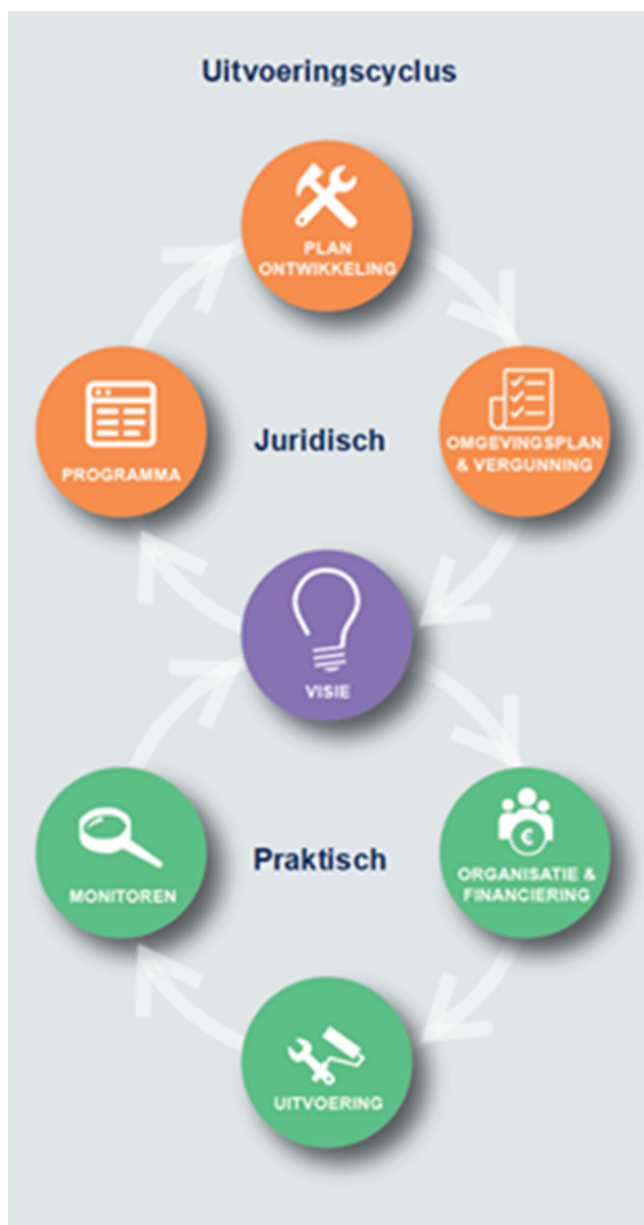 Uitvoeringscyclus
PLAN
ONTWIKKELING
PROGRAMMA
Juridisch
OMGEVINGSPLAN
& VERGUNNING
VISIE
MONITOREN
Praktisch
ORGANISATIE &
FINANCIERING
€
UITVOERING